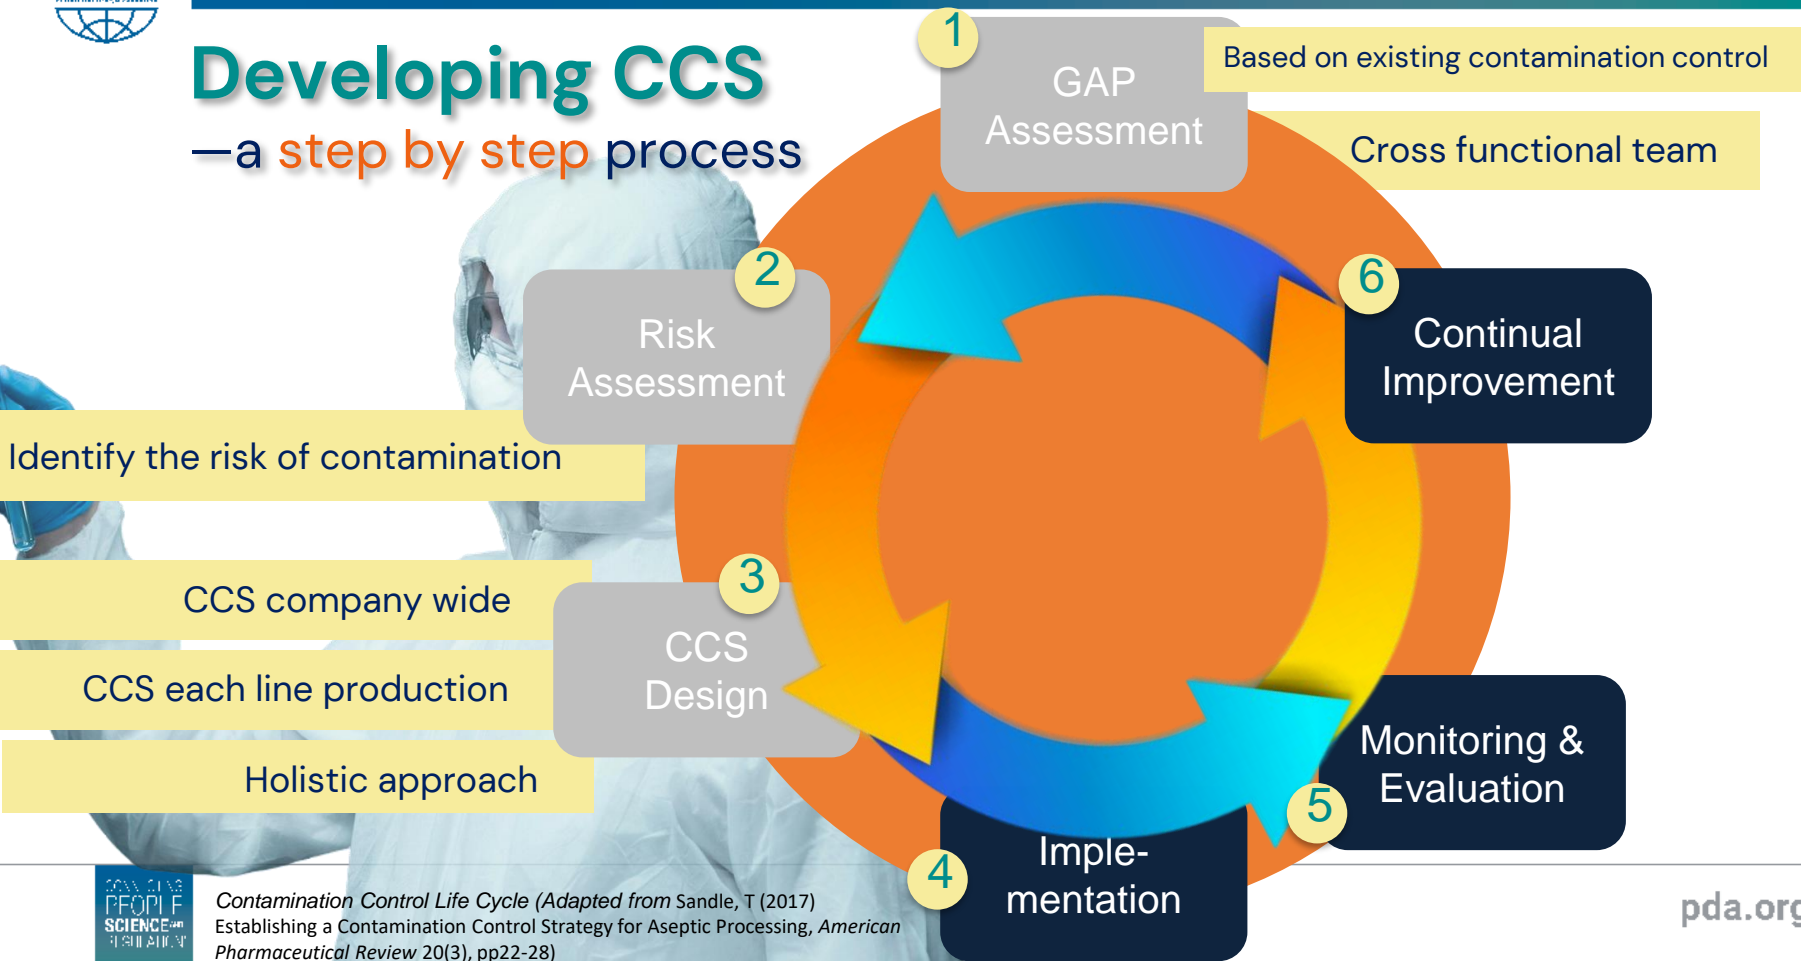 Developing CCS
—a step by step process
1
GAP
Assessment
Based on existing contamination control
Cross functional team
2
Risk
Assessment
Identify the risk of contamination
3
CCS
Design
CCS company wide
CCS each line production
Holistic approach
4
Imple-
mentation
5
Monitoring &
Evaluation
6
Continual
Improvement
PEOPLE
SCIENCE AND
REGULATION
Contamination Control Life Cycle (Adapted from Sandle, T (2017)
Establishing a Contamination Control Strategy for Aseptic Processing, American
Pharmaceutical Review 20(3), pp22-28)
pda.org